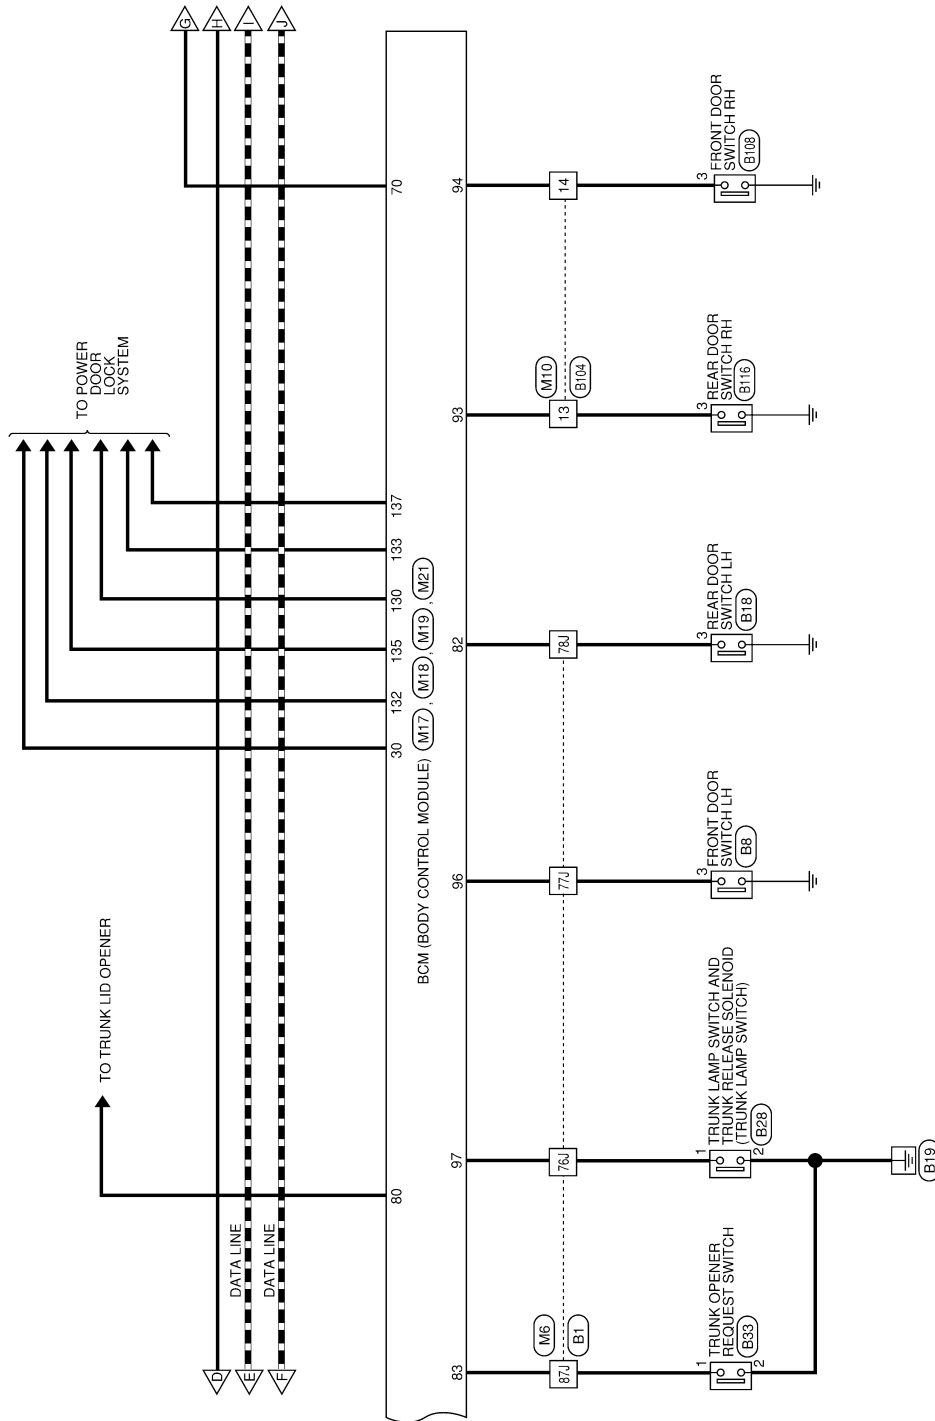 G
H
I
J
TO POWER
DOOR
LOCK
SYSTEM
TO TRUNK LID OPENER
DATA LINE
DATA LINE
D
E
F
80
30
132
135
130
133
137
70
BCM (BODY CONTROL MODULE) M17 , M18 , M19 , M21
83
97
96
82
93
94
M6
B1
87J
76J
77J
78J
M10
B104
13
14
1
TRUNK OPENER
REQUEST SWITCH
B33
2
1
TRUNK LAMP SWITCH AND
TRUNK RELEASE SOLENOID
(TRUNK LAMP SWITCH)
B28
2
3
FRONT DOOR
SWITCH LH
B8
3
REAR DOOR
SWITCH LH
B18
3
REAR DOOR
SWITCH RH
B116
3
FRONT DOOR
SWITCH RH
B108
B19